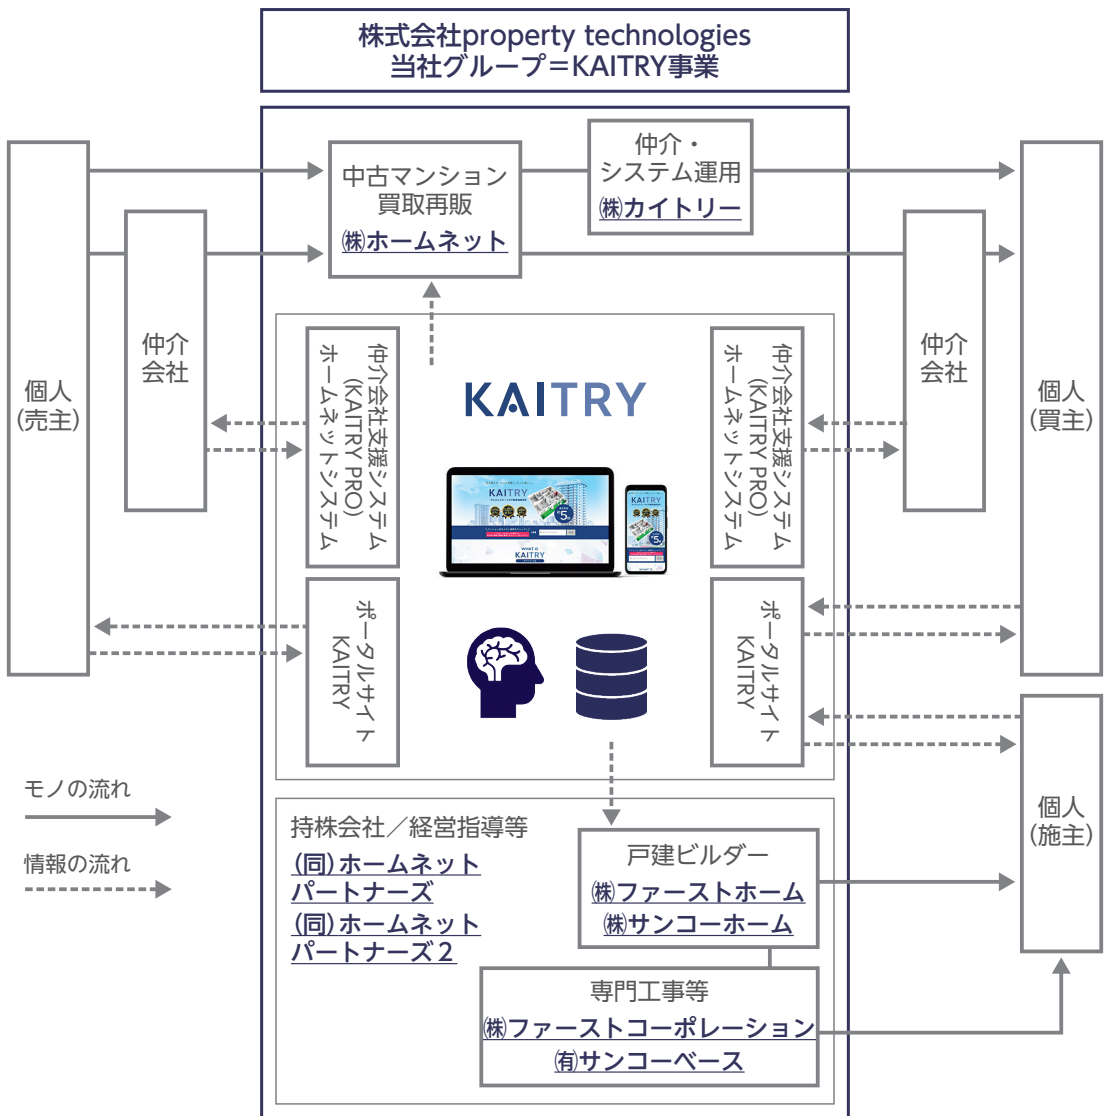 株式会社property technologies
当社グループ＝KAITRY事業
個人
(売主)
仲介
会社
中古マンション
買取再販
㈱ホームネット
仲介・
システム運用
㈱カイトリー
仲介
会社
個人
(買主)
仲介会社支援システム
(KAITRY PRO)
ホームネットシステム
KAITRY
KAITRY
5
WHAT IS
KAITRY
KAITRY
5
仲介会社支援システム
(KAITRY PRO)
ホームネットシステム
ポータルサイト
KAITRY
ポータルサイト
KAITRY
モノの流れ
情報の流れ
持株会社／経営指導等
(同)ホームネット
パートナーズ
(同)ホームネット
パートナーズ２
戸建ビルダー
㈱ファーストホーム
㈱サンコーホーム
専門工事等
㈱ファーストコーポレーション
㈲サンコーベース
個人
(施主)